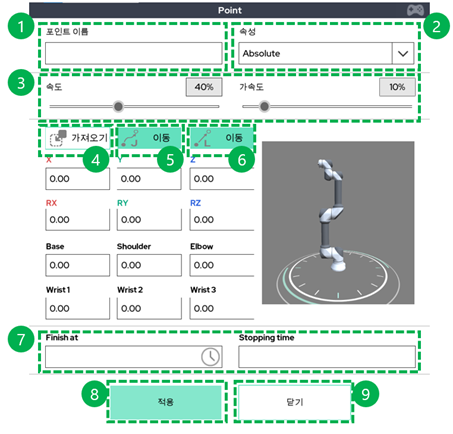 Point
1
2
포인트 이름
속성
Absolute
3
속도
40%
가속도
10%
가져오기
이동
이동
4
5
6
X
Y
Z
0.00
0.00
0.00
RX
RY
RZ
0.00
0.00
0.00
Base
Shoulder
Elbow
0.00
0.00
0.00
Wrist 1
Wrist 2
Wrist 3
0.00
0.00
0.00
7
Finish at
Stopping time
8
적용
닫기
9